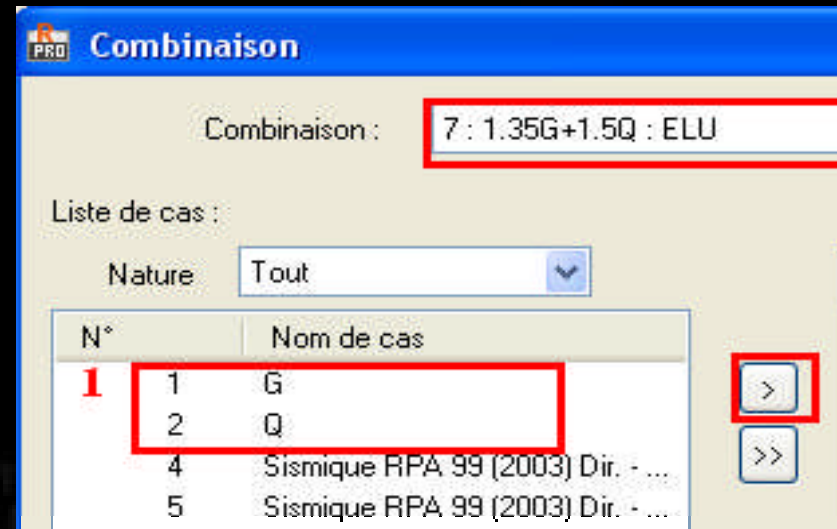 R
PRO Combinaison
Combinaison : 7 : 1.35G+1.5Q : ELU
Liste de cas :
Nature Tout
N° Nom de cas
1 1 G >
2 Q
>>
4 Sismique RPA 99 (2003) Dir. - ...
5 Sismique RPA 99 (2003) Dir. - ...